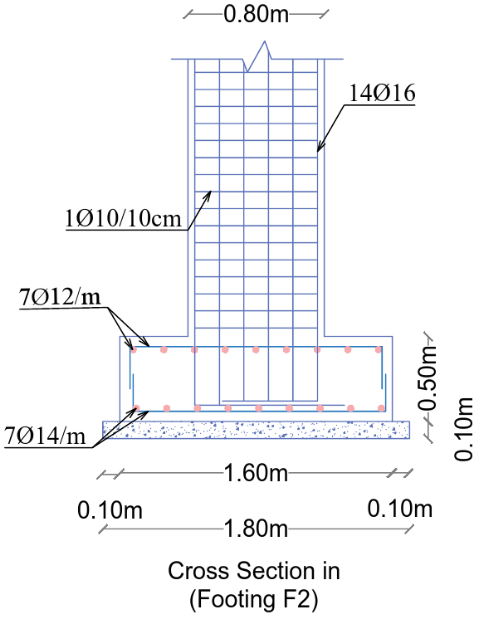 0.80m
14Ø16
1Ø10/10cm
7Ø12/m
0.50m
7Ø14/m
0.10m
1.60m
0.10m
0.10m
1.80m
Cross Section in
(Footing F2)